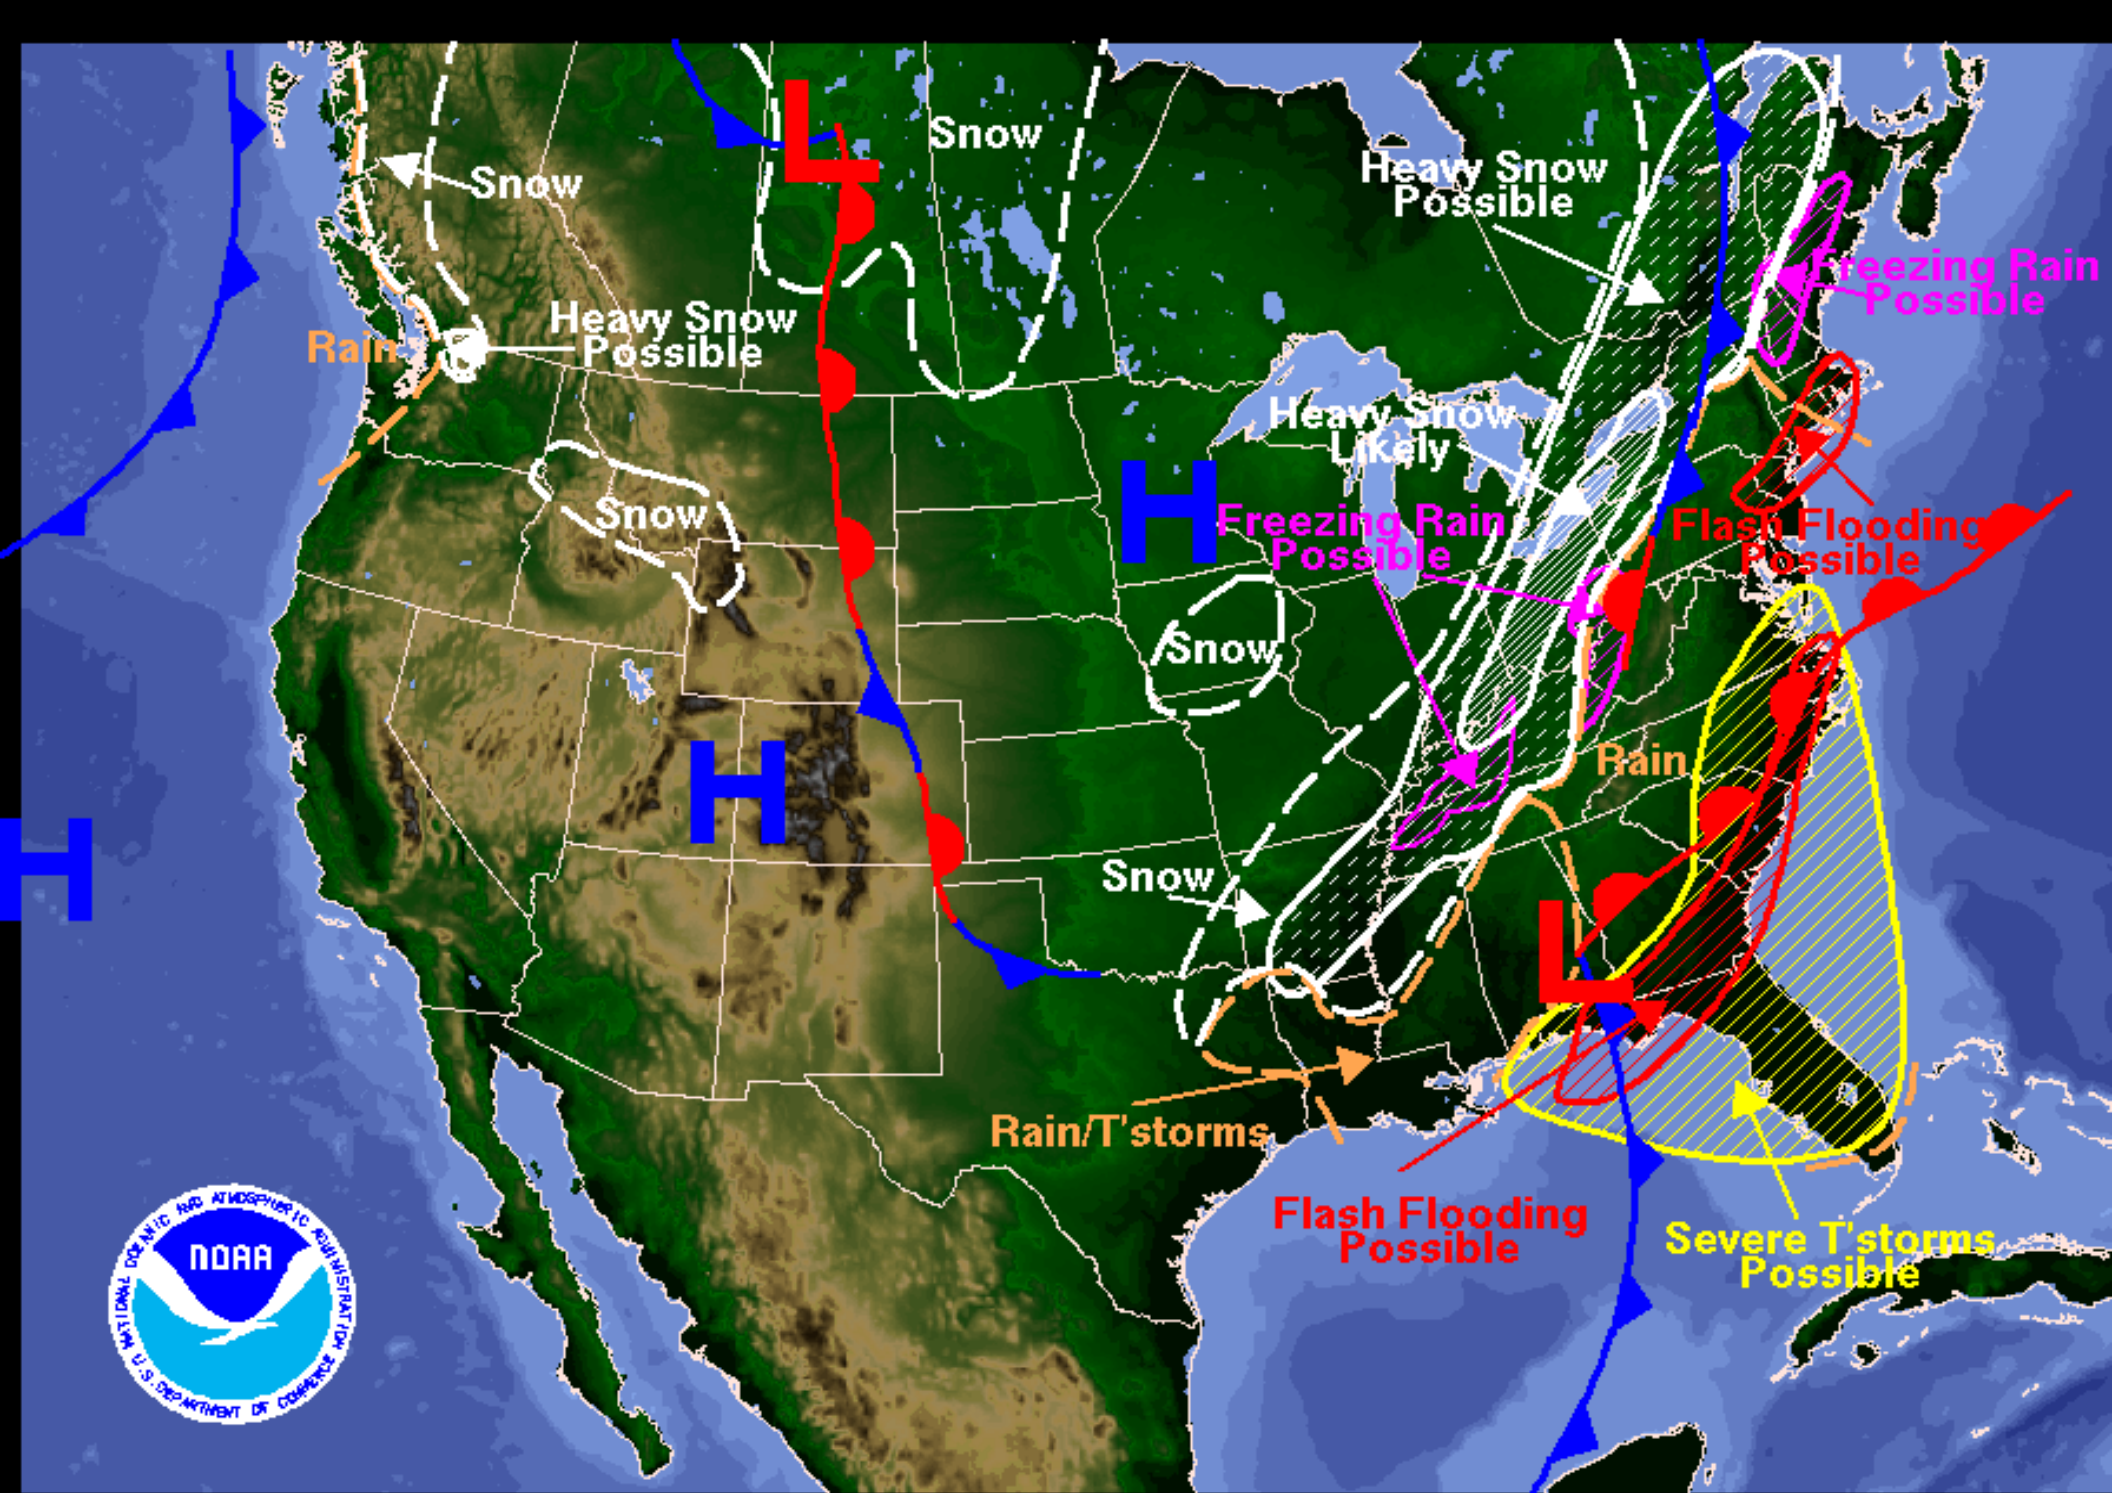 L
Snow
Heavy Snow
Possible
Snow
Freezing Rain
Possible
Heavy Snow
Possible
Rain
Heavy Snow
Likely
H
Snow
Freezing Rain
Possible
Flash Flooding
Possible
Snow
H
Rain
H
Snow
L
Rain/T'storms
Flash Flooding
Possible
Severe T'storms
Possible
NATIONAL OCEANIC AND ATMOSPHERIC ADMINISTRATION
NOAA
U.S. DEPARTMENT OF COMMERCE